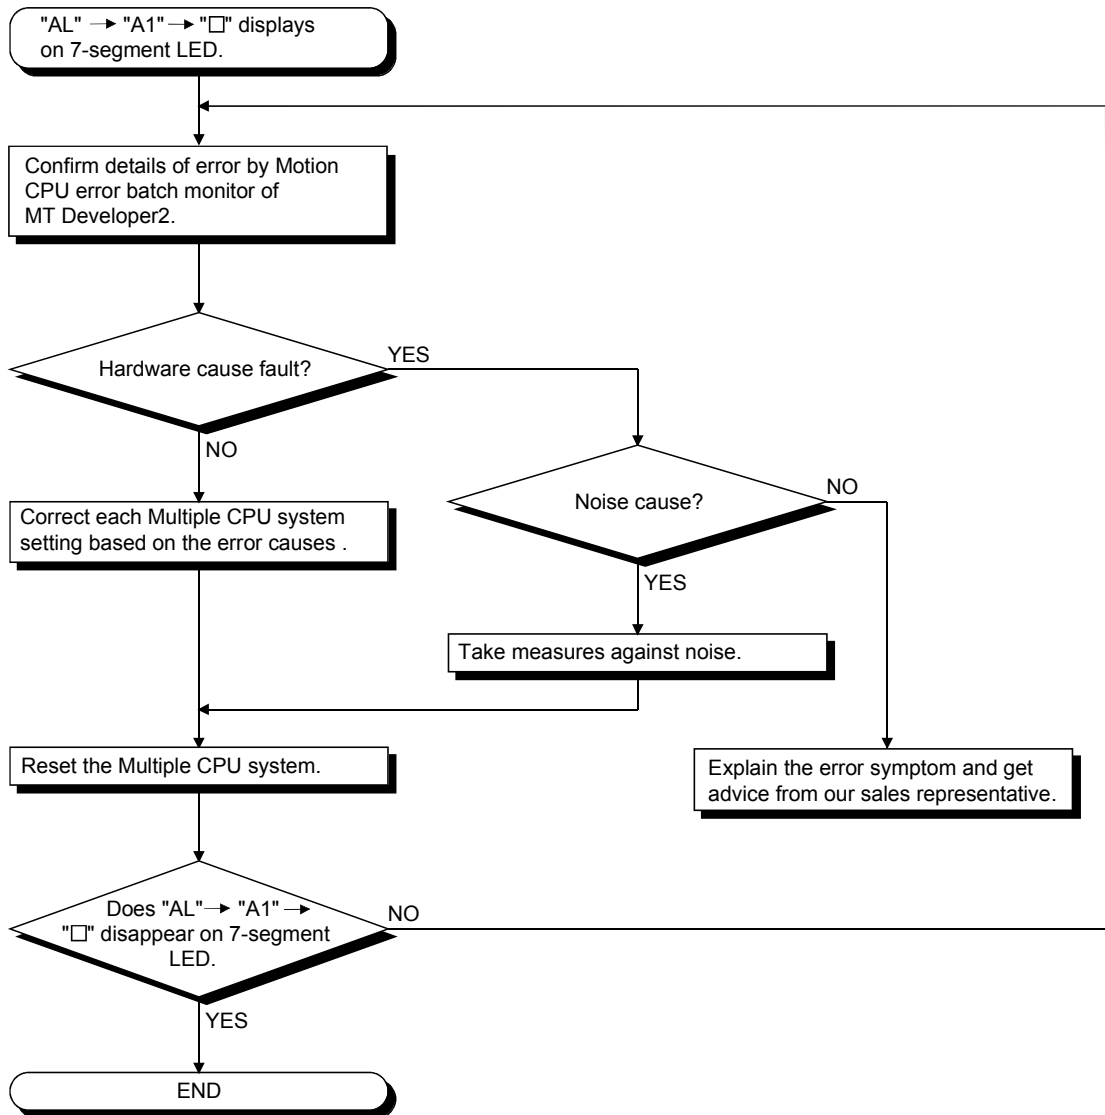 "AL" → "A1" → "□" displays
on 7-segment LED.
Confirm details of error by Motion
CPU error batch monitor of
MT Developer2.
Hardware cause fault?
YES
NO
Correct each Multiple CPU system
setting based on the error causes .
Noise cause?
NO
YES
Take measures against noise.
Reset the Multiple CPU system.
Explain the error symptom and get
advice from our sales representative.
Does "AL" → "A1" →
"□" disappear on 7-segment
LED.
NO
YES
END